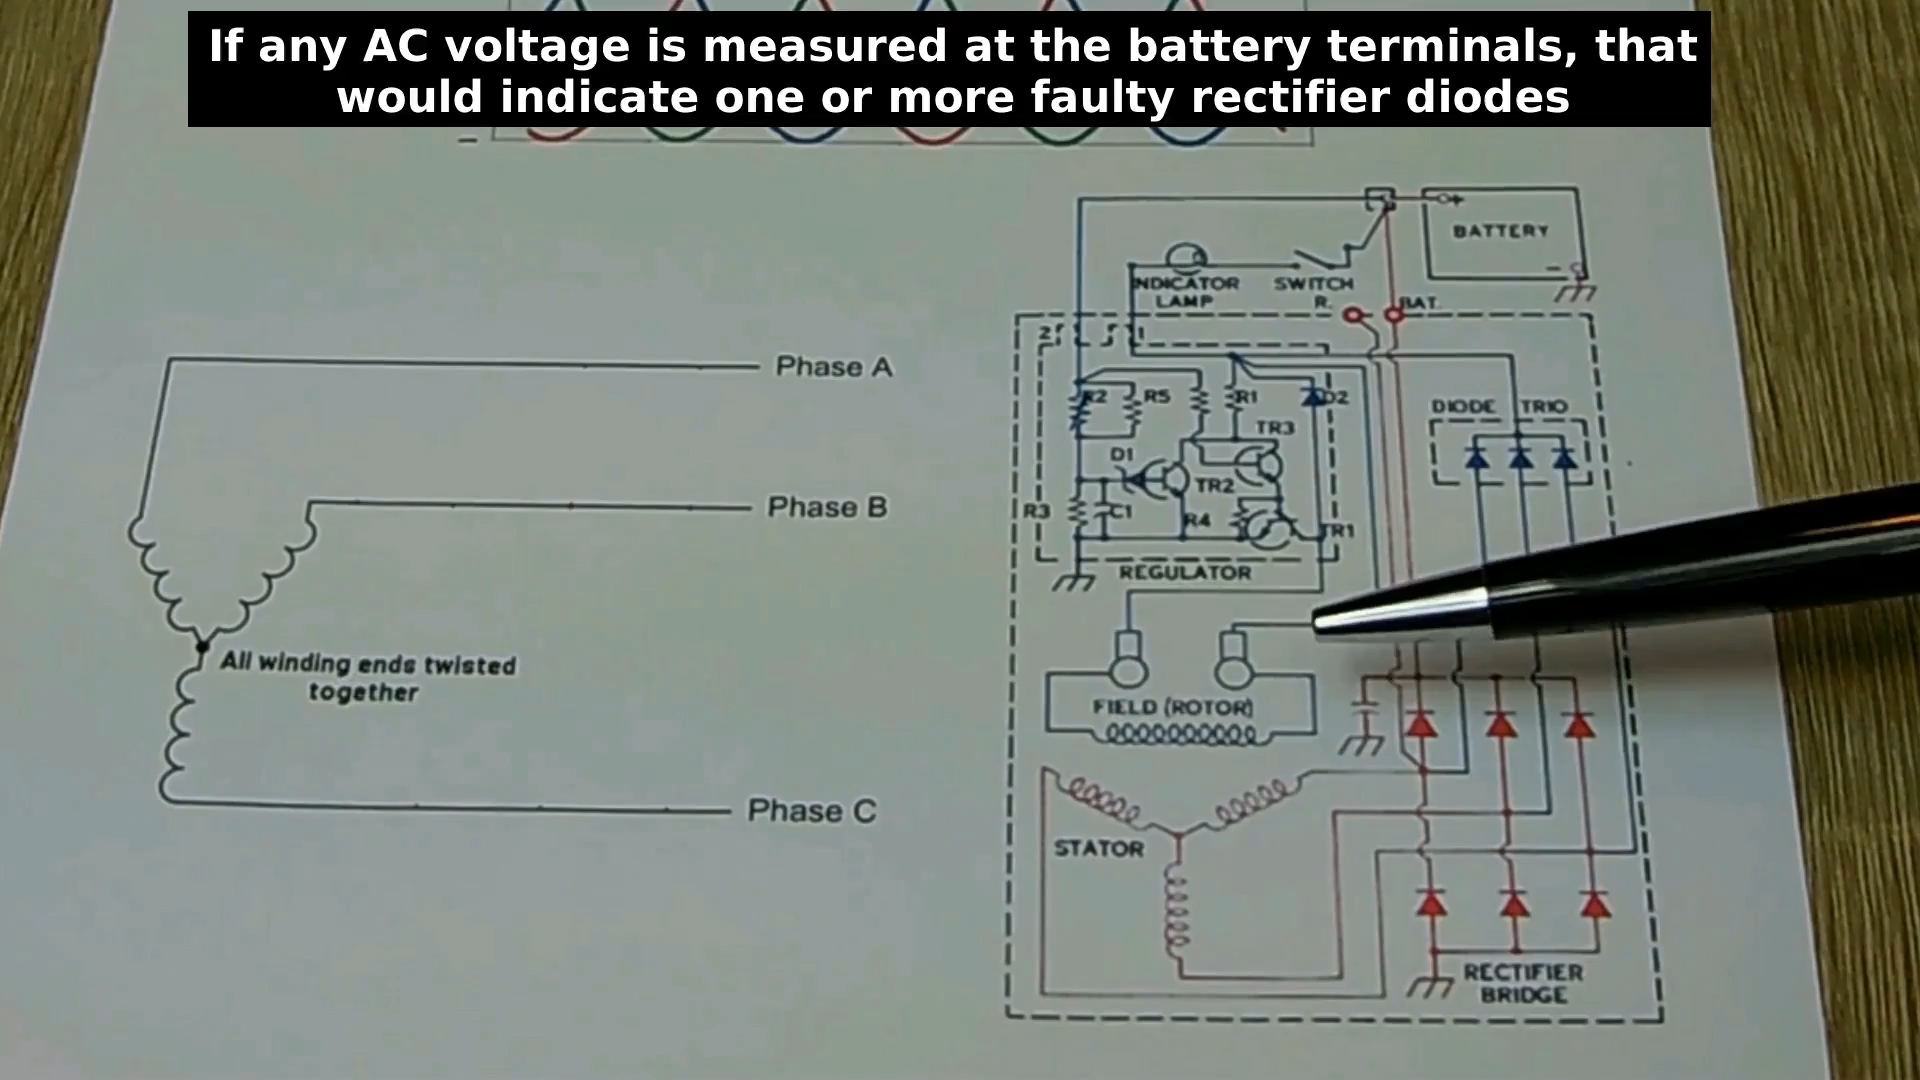 If any AC voltage is measured at the battery terminals, that
would indicate one or more faulty rectifier diodes
Phase A
Phase B
All winding ends twisted
together
Phase C
BATTERY
+
-
INDICATOR
LAMP
SWITCH
R.
BAT.
2
1
R2
R5
R1
D2
TR3
D1
TR2
R3
C1
R4
TR1
REGULATOR
DIODE TRIO
FIELD (ROTOR)
STATOR
RECTIFIER
BRIDGE